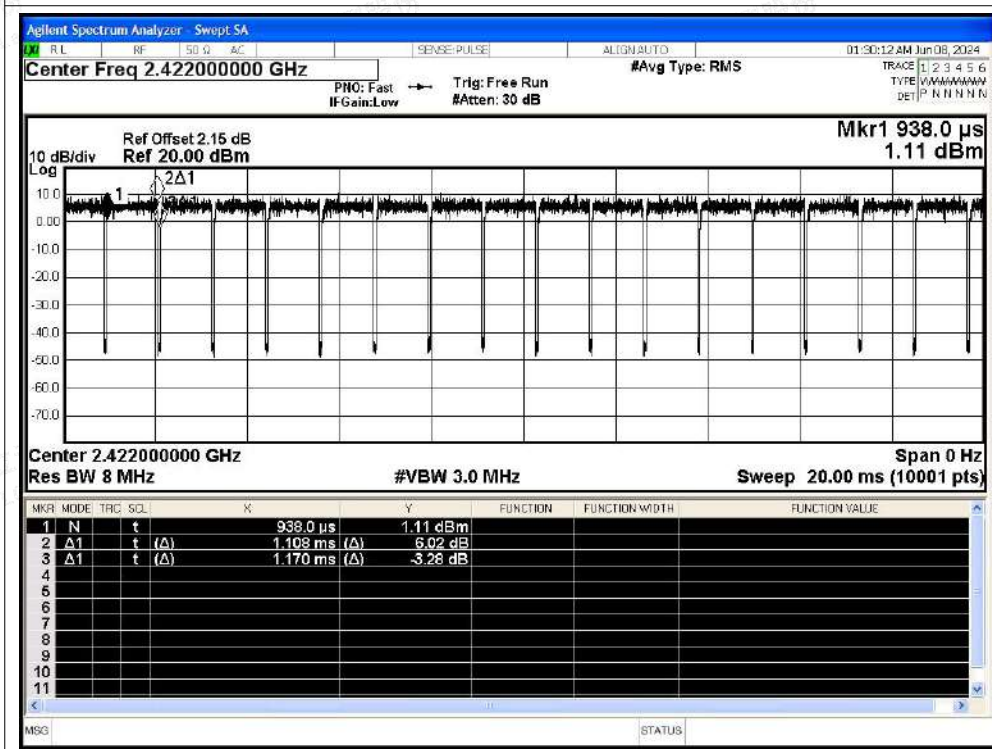 Agilent Spectrum Analyzer - Swept SA
LXI RL RF 50 Ω AC SENSE:PULSE ALIGN AUTO 01:30:12 AM Jun 08, 2024
Center Freq 2.422000000 GHz #Avg Type: RMS TRACE 1 2 3 4 5 6
PNO: Fast Trig: Free Run TYPE
IFGain:Low #Atten: 30 dB DET P N N N N N
Mkr1 938.0 µs
Ref Offset 2.15 dB
10 dB/div Ref 20.00 dBm 1.11 dBm
Log
2Δ1
10.0
1
0.00
-10.0
-20.0
-30.0
-40.0
-50.0
-60.0
-70.0
Center 2.422000000 GHz Span 0 Hz
Res BW 8 MHz #VBW 3.0 MHz Sweep 20.00 ms (10001 pts)
MKR MODE TRC SCL X Y FUNCTION FUNCTION WIDTH FUNCTION VALUE
1 N t 938.0 µs 1.11 dBm
2 Δ1 t (Δ) 1.108 ms (Δ) 6.02 dB
3 Δ1 t (Δ) 1.170 ms (Δ) -3.28 dB
4
5
6
7
8
9
10
11
MSG STATUS